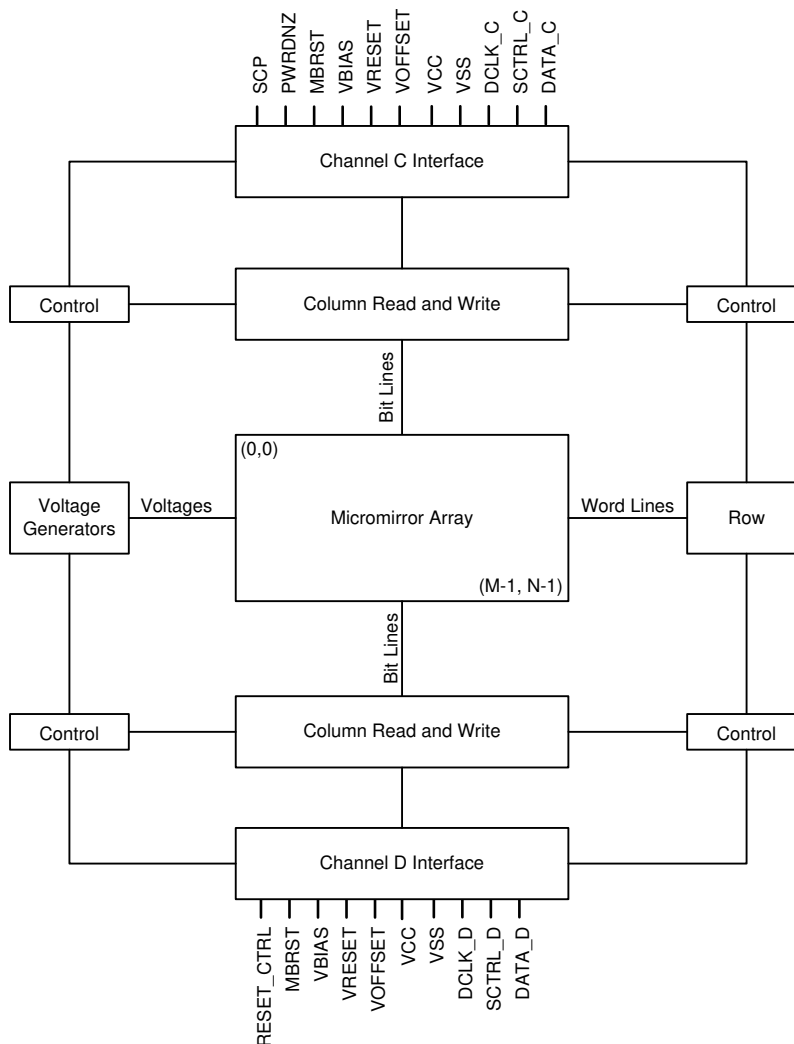 SCP
PWRDNZ
MBRST
VBIAS
VRESET
VOFFSET
VCC
VSS
DCLK_C
SCTRL_C
DATA_C
Channel C Interface
Control
Column Read and Write
Control
Bit Lines
(0,0)
Voltage
Generators
Voltages
Micromirror Array
Word Lines
Row
(M-1, N-1)
Bit Lines
Control
Column Read and Write
Control
Channel D Interface
RESET_CTRL
MBRST
VBIAS
VRESET
VOFFSET
VCC
VSS
DCLK_D
SCTRL_D
DATA_D